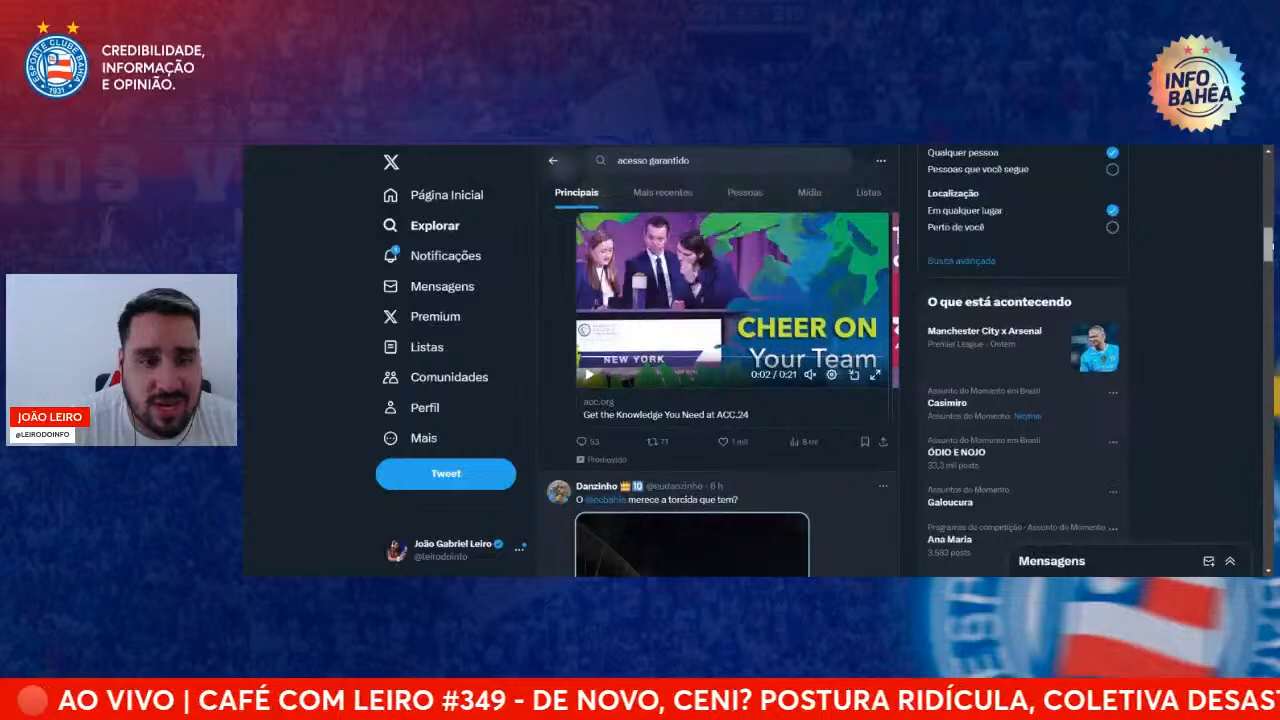 ESPORTE CLUBE BAHIA
1931
CREDIBILIDADE,
INFORMAÇÃO
E OPINIÃO.
INFO
BAHÊA
JOÃO LEIRO
@LEIRODOINFO
Página Inicial
Explorar
Notificações
Mensagens
Premium
Listas
Comunidades
Perfil
Mais
Tweet
João Gabriel Leiro
@leirodoinfo
acesso garantido
Principais
Mais recentes
Pessoas
Mídia
Listas
NEW YORK
CHEER ON
Your Team
0:02 / 0:21
acc.org
Get the Knowledge You Need at ACC.24
53
71
1 mil
8 mi
Promovido
Danzinho 10 @eudanzinho · 6 h
O @ecbahia merece a torcida que tem?
Qualquer pessoa
Pessoas que você segue
Localização
Em qualquer lugar
Perto de você
Busca avançada
O que está acontecendo
Manchester City x Arsenal
Premier League · Ontem
Assunto do Momento em Brasil
Casimiro
Assuntos do Momento: Neymar
Assunto do Momento em Brasil
ÓDIO E NOJO
33,3 mil posts
Assuntos do Momento
Galoucura
Programas de competição · Assunto do Momento
Ana Maria
3.583 posts
Mensagens
AO VIVO | CAFÉ COM LEIRO #349 - DE NOVO, CENI? POSTURA RIDÍCULA, COLETIVA DESAS